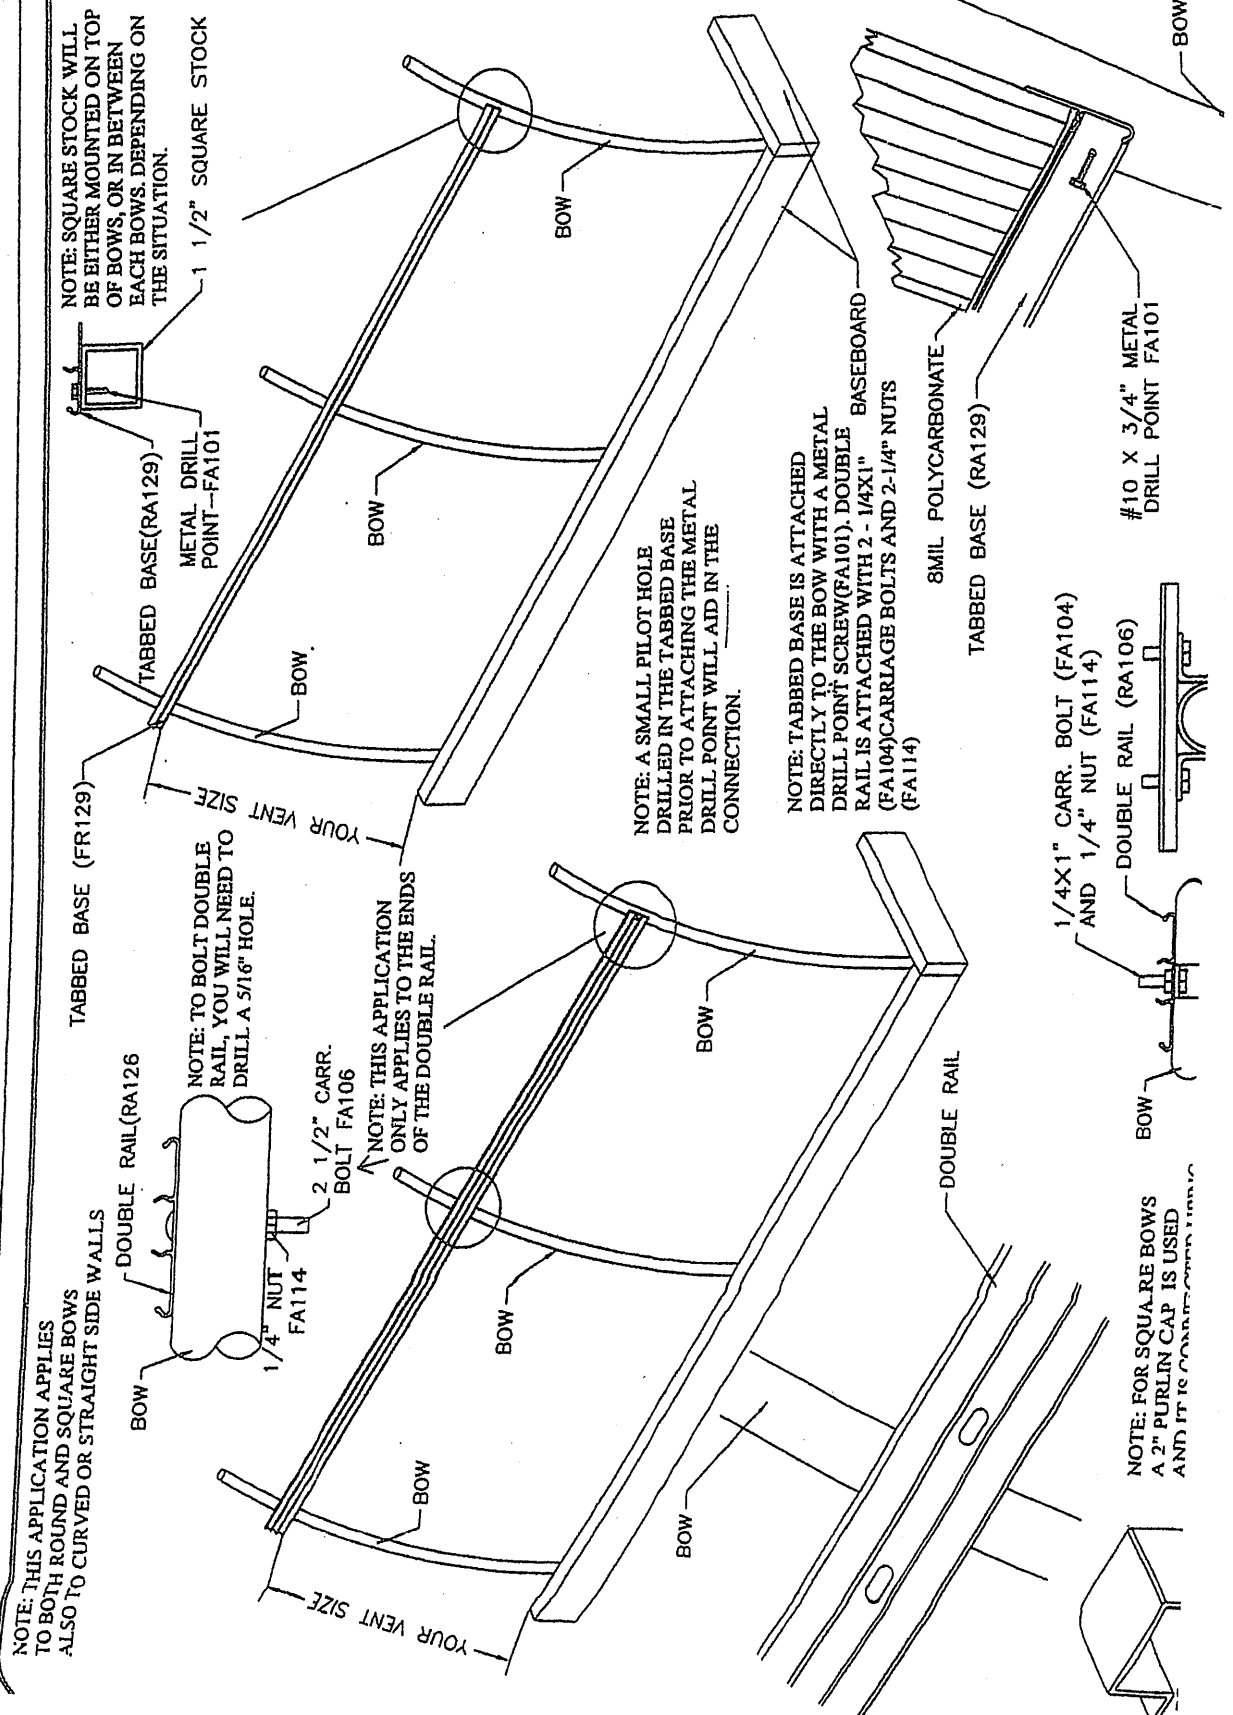 NOTE: THIS APPLICATION APPLIES
TO BOTH ROUND AND SQUARE BOWS
ALSO TO CURVED OR STRAIGHT SIDE WALLS
BOW
DOUBLE RAIL(RA126
1/4" NUT
FA114
2 1/2" CARR.
BOLT FA106
NOTE: TO BOLT DOUBLE
RAIL, YOU WILL NEED TO
DRILL A 5/16" HOLE.
NOTE: THIS APPLICATION
ONLY APPLIES TO THE ENDS
OF THE DOUBLE RAIL.
TABBED BASE (FR129)
TABBED BASE(RA129)
METAL DRILL
POINT-FA101
NOTE: SQUARE STOCK WILL
BE EITHER MOUNTED ON TOP
OF BOWS, OR IN BETWEEN
EACH BOWS. DEPENDING ON
THE SITUATION.
1 1/2" SQUARE STOCK
YOUR VENT SIZE
BOW
BOW
BOW
YOUR VENT SIZE
BOW
BOW
BOW
NOTE: A SMALL PILOT HOLE
DRILLED IN THE TABBED BASE
PRIOR TO ATTACHING THE METAL
DRILL POINT WILL AID IN THE
CONNECTION.
NOTE: TABBED BASE IS ATTACHED
DIRECTLY TO THE BOW WITH A METAL
DRILL POINT SCREW(FA101). DOUBLE
RAIL IS ATTACHED WITH 2 - 1/4X1"
(FA104)CARRIAGE BOLTS AND 2-1/4" NUTS
(FA114)
BASEBOARD
8MIL POLYCARBONATE
TABBED BASE (RA129)
#10 X 3/4" METAL
DRILL POINT FA101
BOW
BOW
DOUBLE RAIL
1/4X1" CARR. BOLT (FA104)
AND 1/4" NUT (FA114)
DOUBLE RAIL (RA106)
BOW
NOTE: FOR SQUARE BOWS
A 2" PURLIN CAP IS USED
AND IT IS